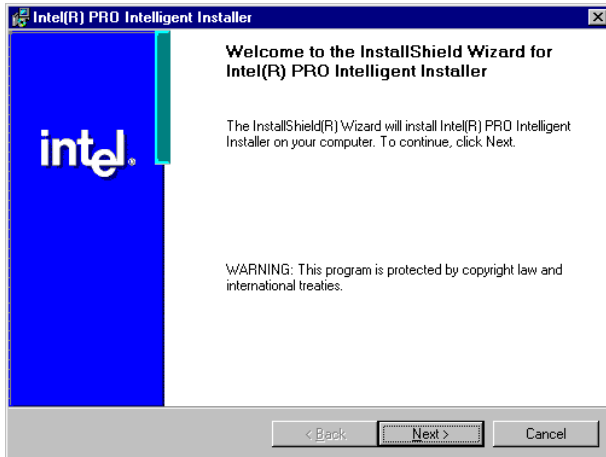 Intel(R) PRO Intelligent Installer
Welcome to the InstallShield Wizard for
Intel(R) PRO Intelligent Installer
The InstallShield(R) Wizard will install Intel(R) PRO Intelligent
Installer on your computer. To continue, click Next.
intel®
WARNING: This program is protected by copyright law and
international treaties.
< Back
Next >
Cancel